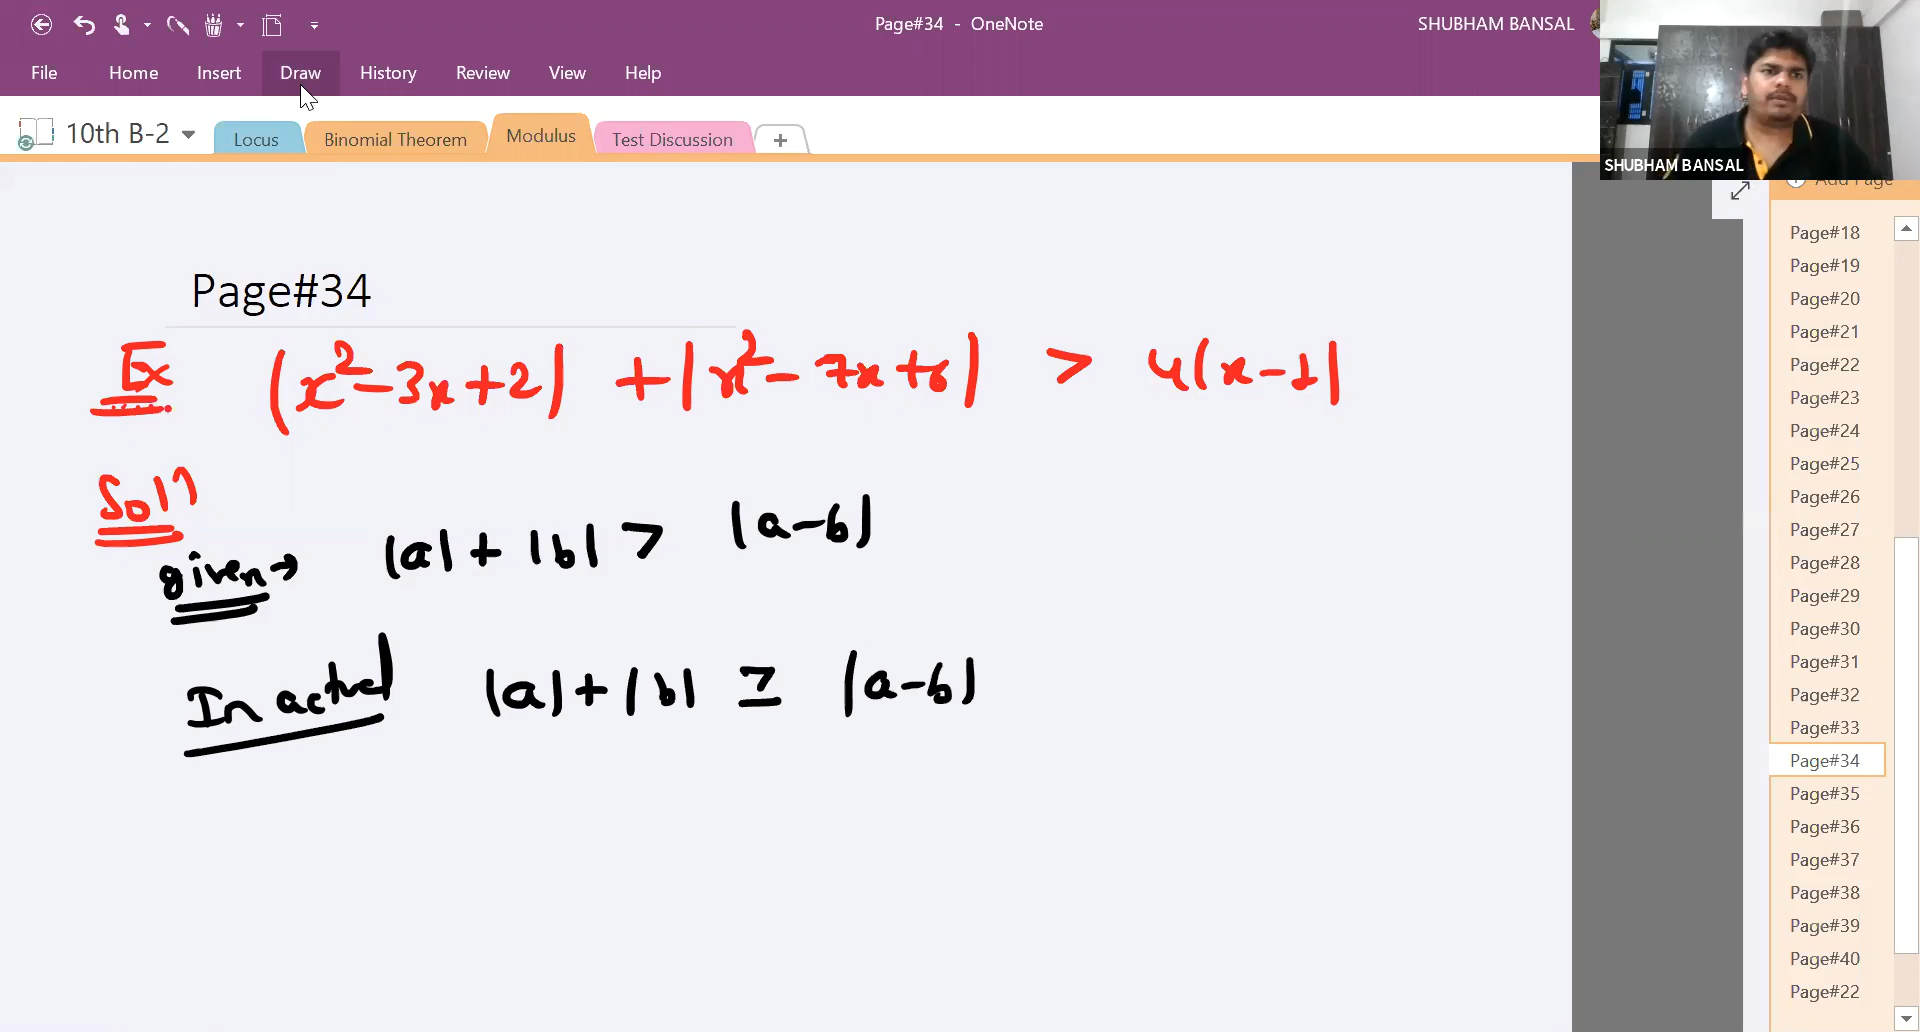 Page#34 - OneNote
SHUBHAM BANSAL
File Home Insert Draw History Review View Help
10th B-2
Locus
Binomial Theorem
Modulus
Test Discussion
+
SHUBHAM BANSAL
Add Page
Page#34
Ex |x²-3x+2| + |x²-7x+6| > 4|x-1|
Solⁿ
given→ |a| + |b| > |a-b|
In actual |a| + |b| ≥ |a-b|
Page#18
Page#19
Page#20
Page#21
Page#22
Page#23
Page#24
Page#25
Page#26
Page#27
Page#28
Page#29
Page#30
Page#31
Page#32
Page#33
Page#34
Page#35
Page#36
Page#37
Page#38
Page#39
Page#40
Page#22